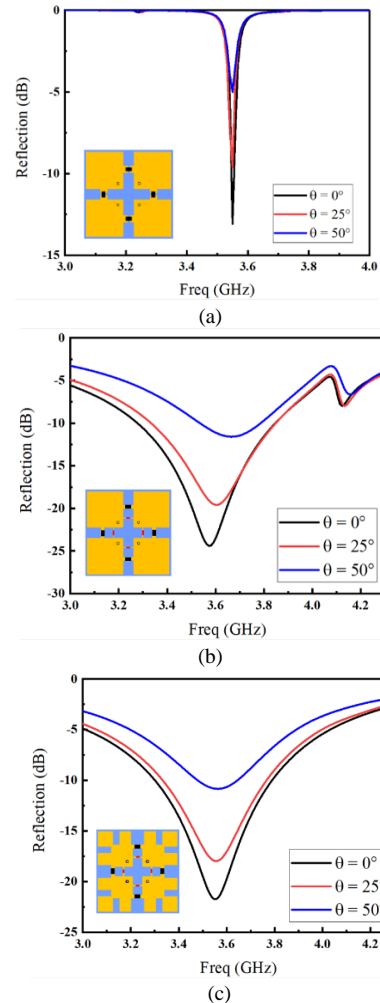 0
-5
-10
-15
Reflection (dB)
θ = 0°
θ = 25°
θ = 50°
3.0 3.2 3.4 3.6 3.8 4.0
Freq (GHz)
(a)
0
-5
-10
-15
-20
-25
-30
Reflection (dB)
θ = 0°
θ = 25°
θ = 50°
3.0 3.2 3.4 3.6 3.8 4.0 4.2
Freq (GHz)
(b)
0
-5
-10
-15
-20
-25
Reflection (dB)
θ = 0°
θ = 25
θ = 50
3.0 3.2 3.4 3.6 3.8 4.0 4.2
Freq (GHz)
(c)